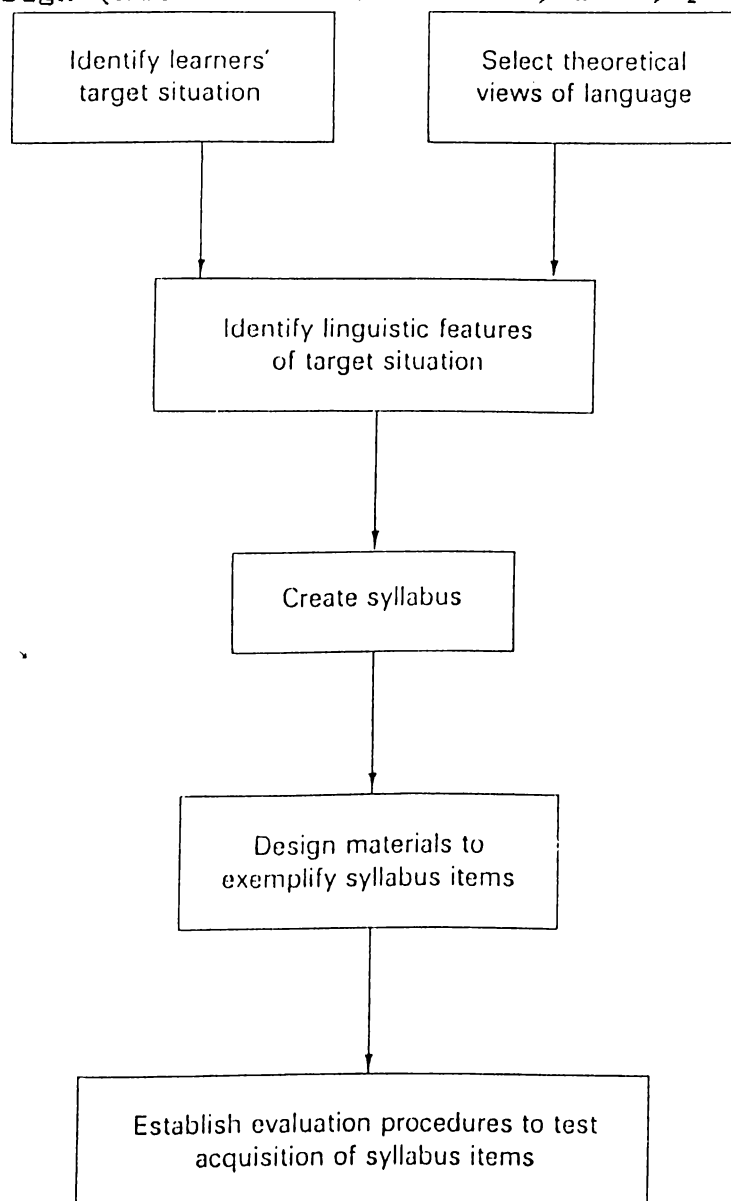 Identify learners'
target situation
Select theoretical
views of language
Identify linguistic features
of target situation
Create syllabus
Design materials to
exemplify syllabus items
Establish evaluation procedures to test
acquisition of syllabus items